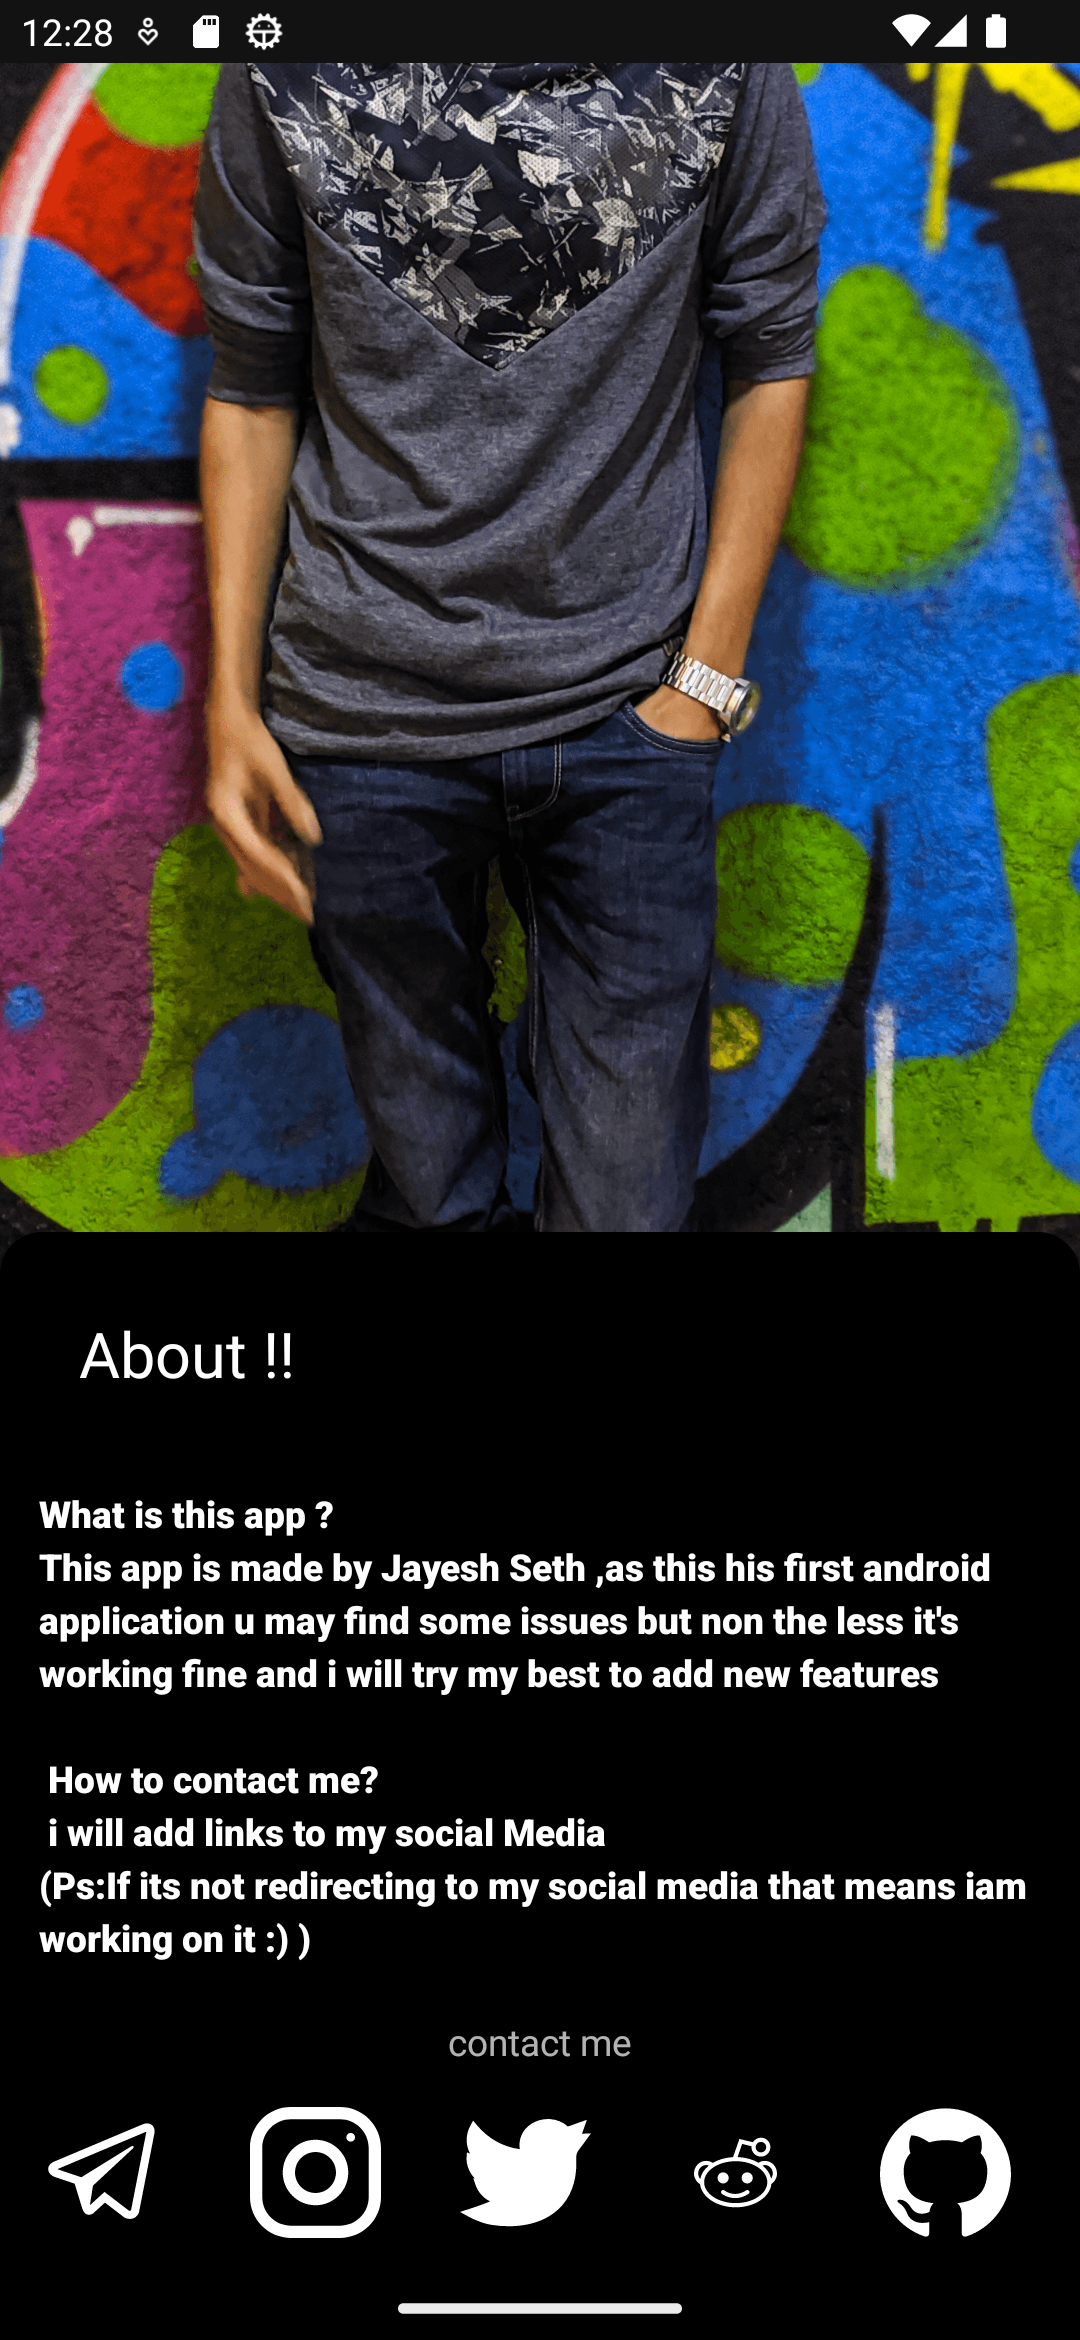 12:28
About !!
What is this app ?
This app is made by Jayesh Seth ,as this his first android
application u may find some issues but non the less it's
working fine and i will try my best to add new features
How to contact me?
i will add links to my social Media
(Ps:If its not redirecting to my social media that means iam
working on it :) )
contact me